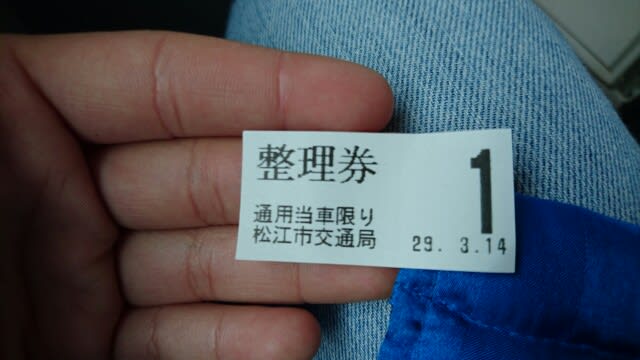 整理券
1
通用当車限り
松江市交通局
29. 3.14